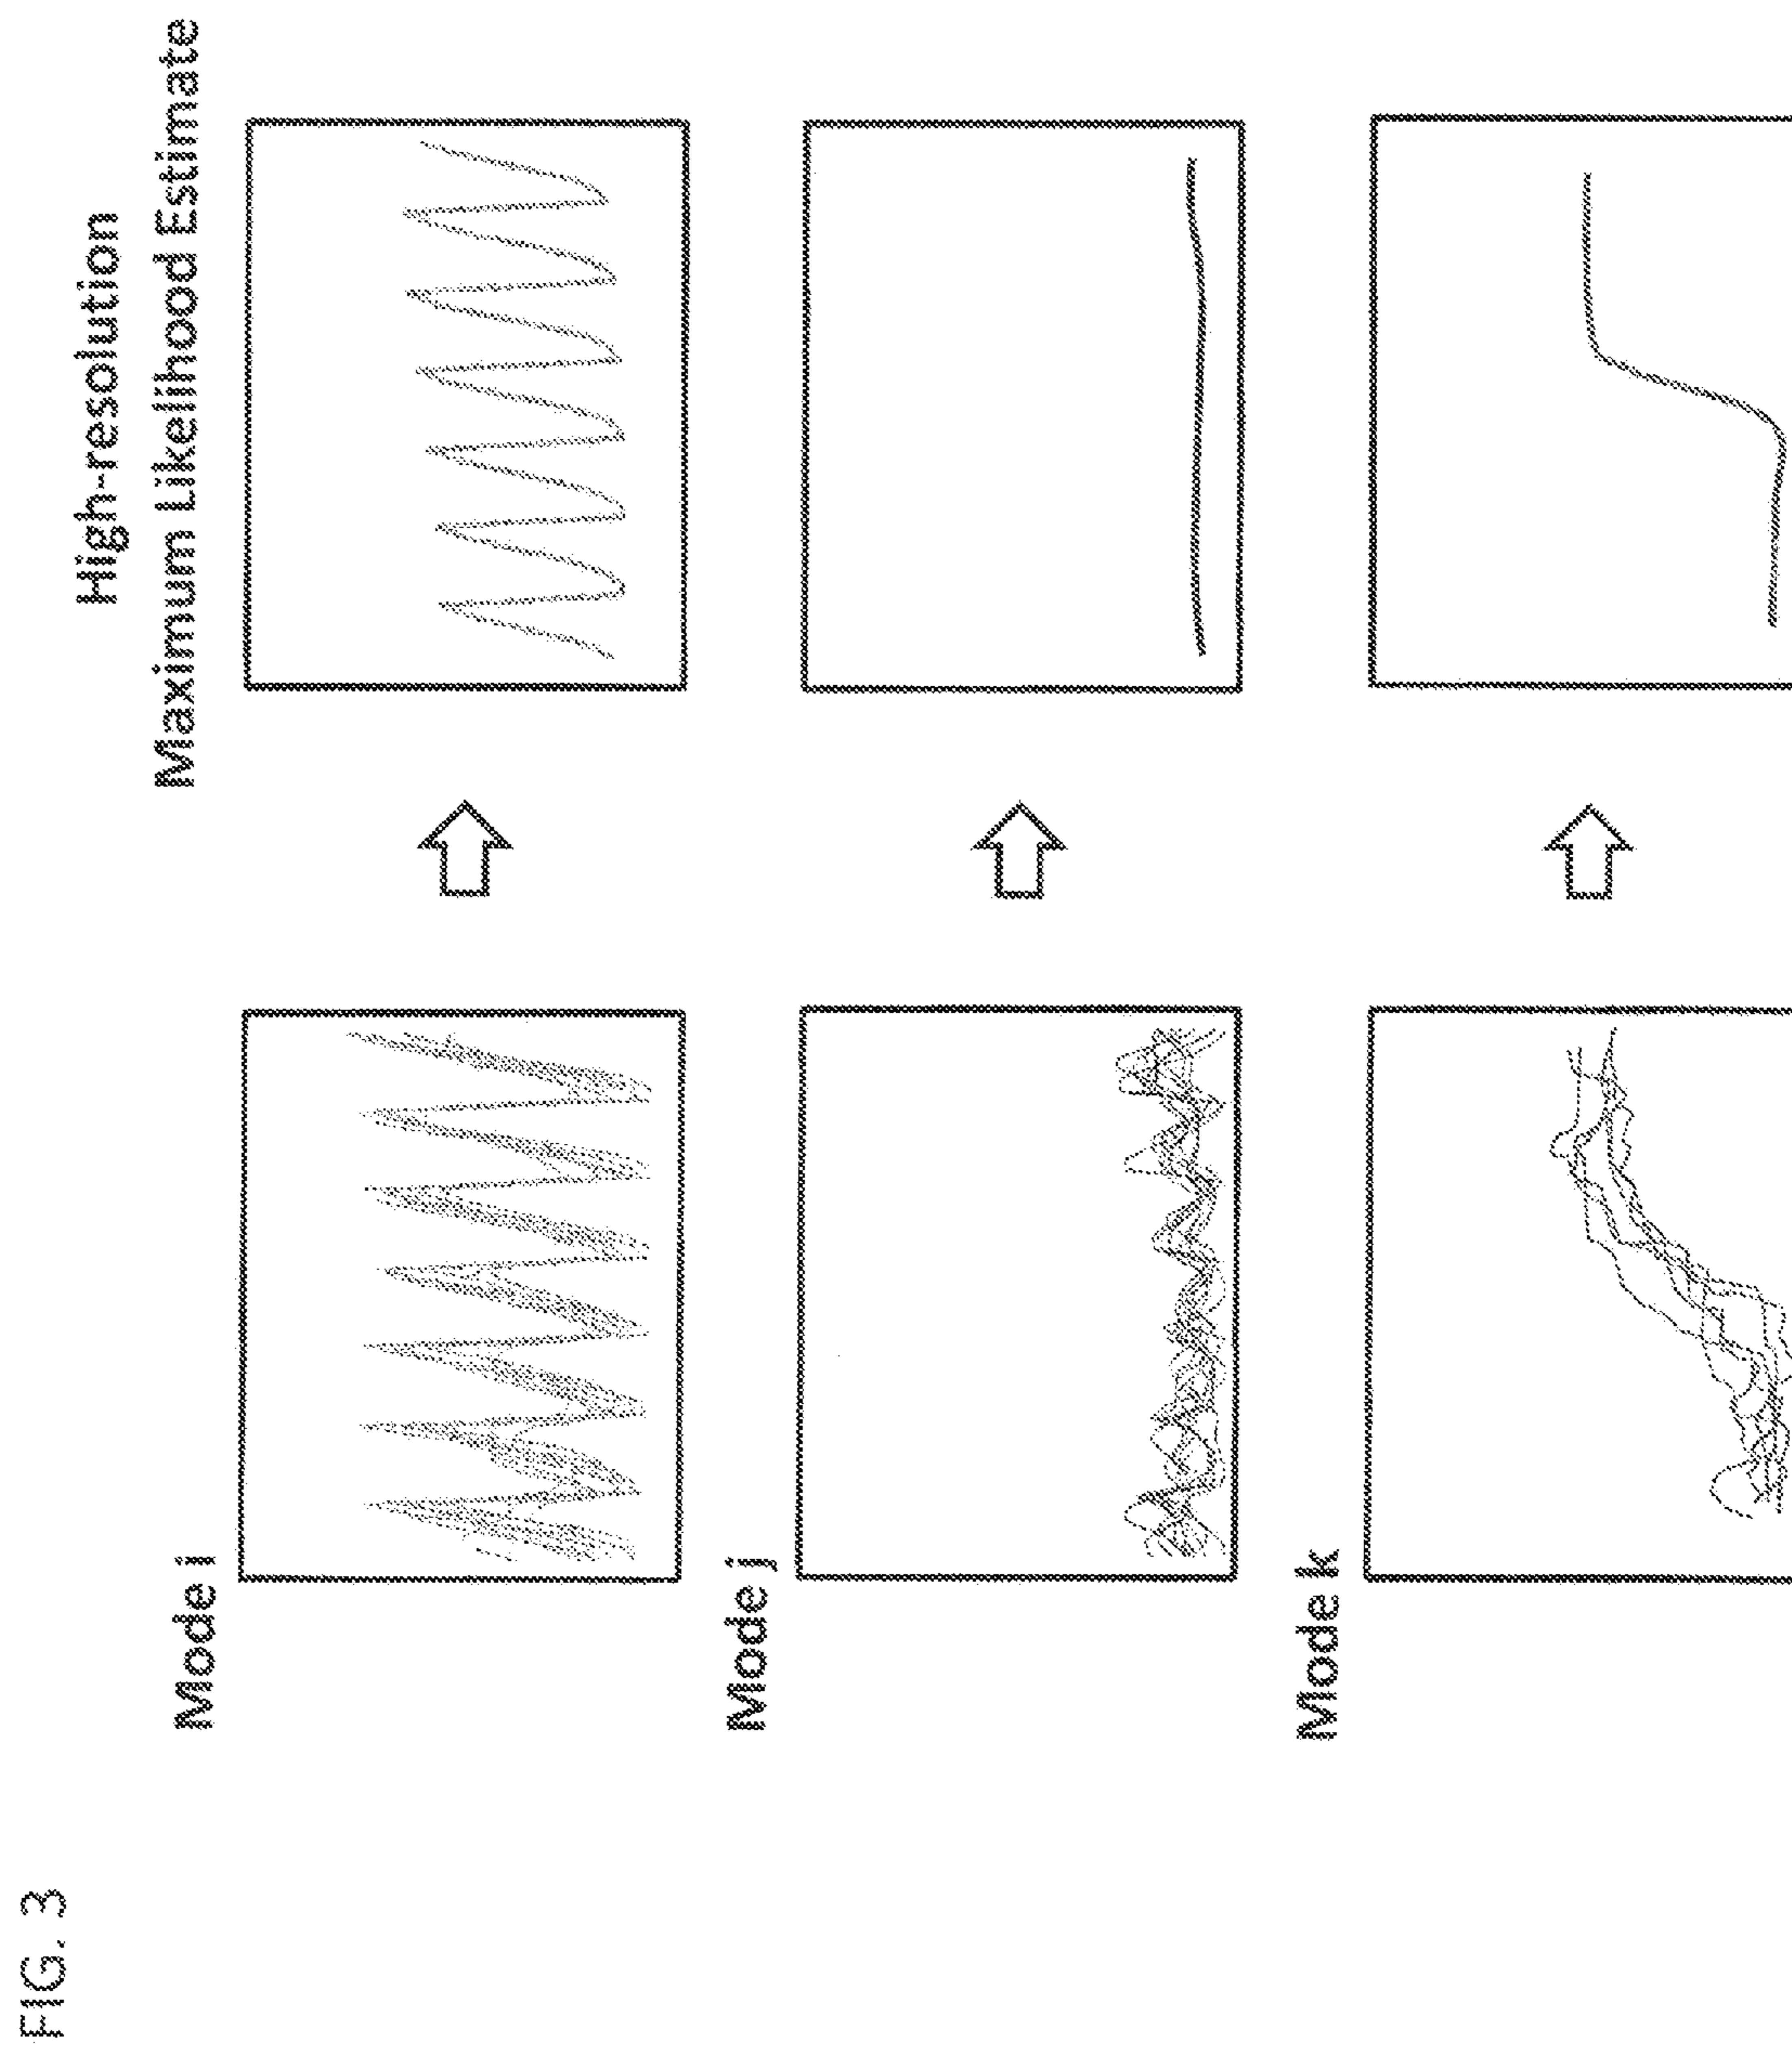 FIG. 3
High-resolution
Maximum Likelihood Estimate
Mode i
Mode j
Mode k